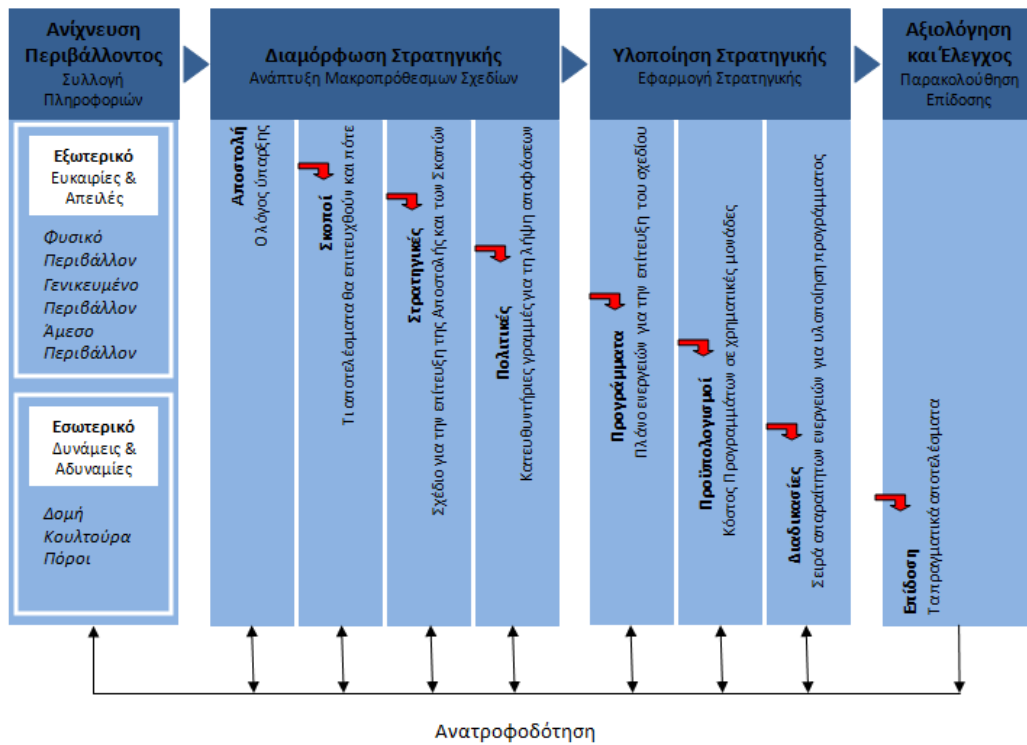 Ανίχνευση
Περιβάλλοντος
Συλλογή
Πληροφοριών
Διαμόρφωση Στρατηγικής
Ανάπτυξη Μακροπρόθεσμων Σχεδίων
Υλοποίηση Στρατηγικής
Εφαρμογή Στρατηγικής
Αξιολόγηση
και Έλεγχος
Παρακολούθηση
Επίδοσης
Εξωτερικό
Ευκαιρίες &
Απειλές
Φυσικό
Περιβάλλον
Γενικευμένο
Περιβάλλον
Άμεσο
Περιβάλλον
Εσωτερικό
Δυνάμεις &
Αδυναμίες
Δομή
Κουλτούρα
Πόροι
Αποστολή
Ο λόγος ύπαρξης
Σκοποί
Τι αποτελέσματα θα επιτευχθούν και πότε
Στρατηγικές
Σχέδιο για την επίτευξη της Αποστολής και των Σκοπών
Πολιτικές
Κατευθυντήριες γραμμές για τη λήψη αποφάσεων
Προγράμματα
Πλάνο ενεργειών για την επίτευξη του σχεδίου
Προϋπολογισμοί
Κόστος Προγραμμάτων σε χρηματικές μονάδες
Διαδικασίες
Σειρά απαραίτητων ενεργειών για υλοποίηση προγράμματος
Επίδοση
Τα πραγματικά αποτελέσματα
Ανατροφοδότηση